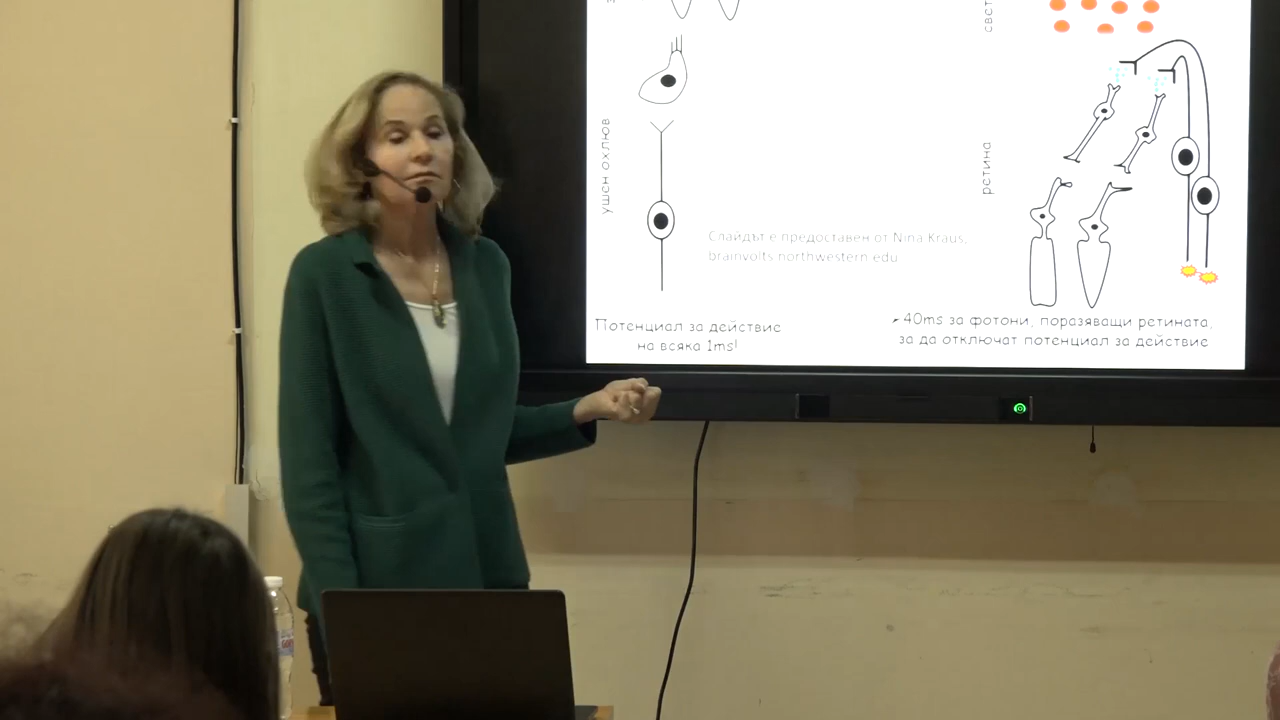 свет
ушен охлюв
ретина
Слайдът е предоставен от Nina Kraus,
brainvolts northwestern edu
Потенциал за действие
на всяка 1ms!
➢ 40ms за фотони, поразяващи ретината,
за да отключат потенциал за действие